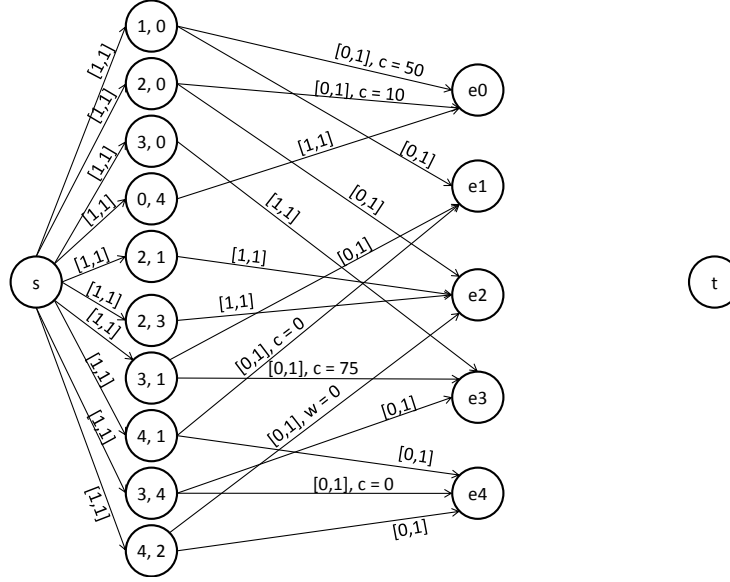 1, 0
[0,1], c = 50
[1,1]
2, 0
[0,1], c = 10
e0
[1,1]
3, 0
[1,1]
[0,1]
[1,1]
0, 4
[1,1]
[0,1]
e1
[1,1]
2, 1
[1,1]
[0,1]
[1,1]
s
t
[1,1]
2, 3
[1,1]
e2
[1,1]
3, 1
[0,1], c = 0
[0,1], c = 75
[1,1]
4, 1
[0,1], w = 0
[0,1]
e3
[1,1]
3, 4
[0,1], c = 0
[0,1]
e4
[1,1]
4, 2
[0,1]